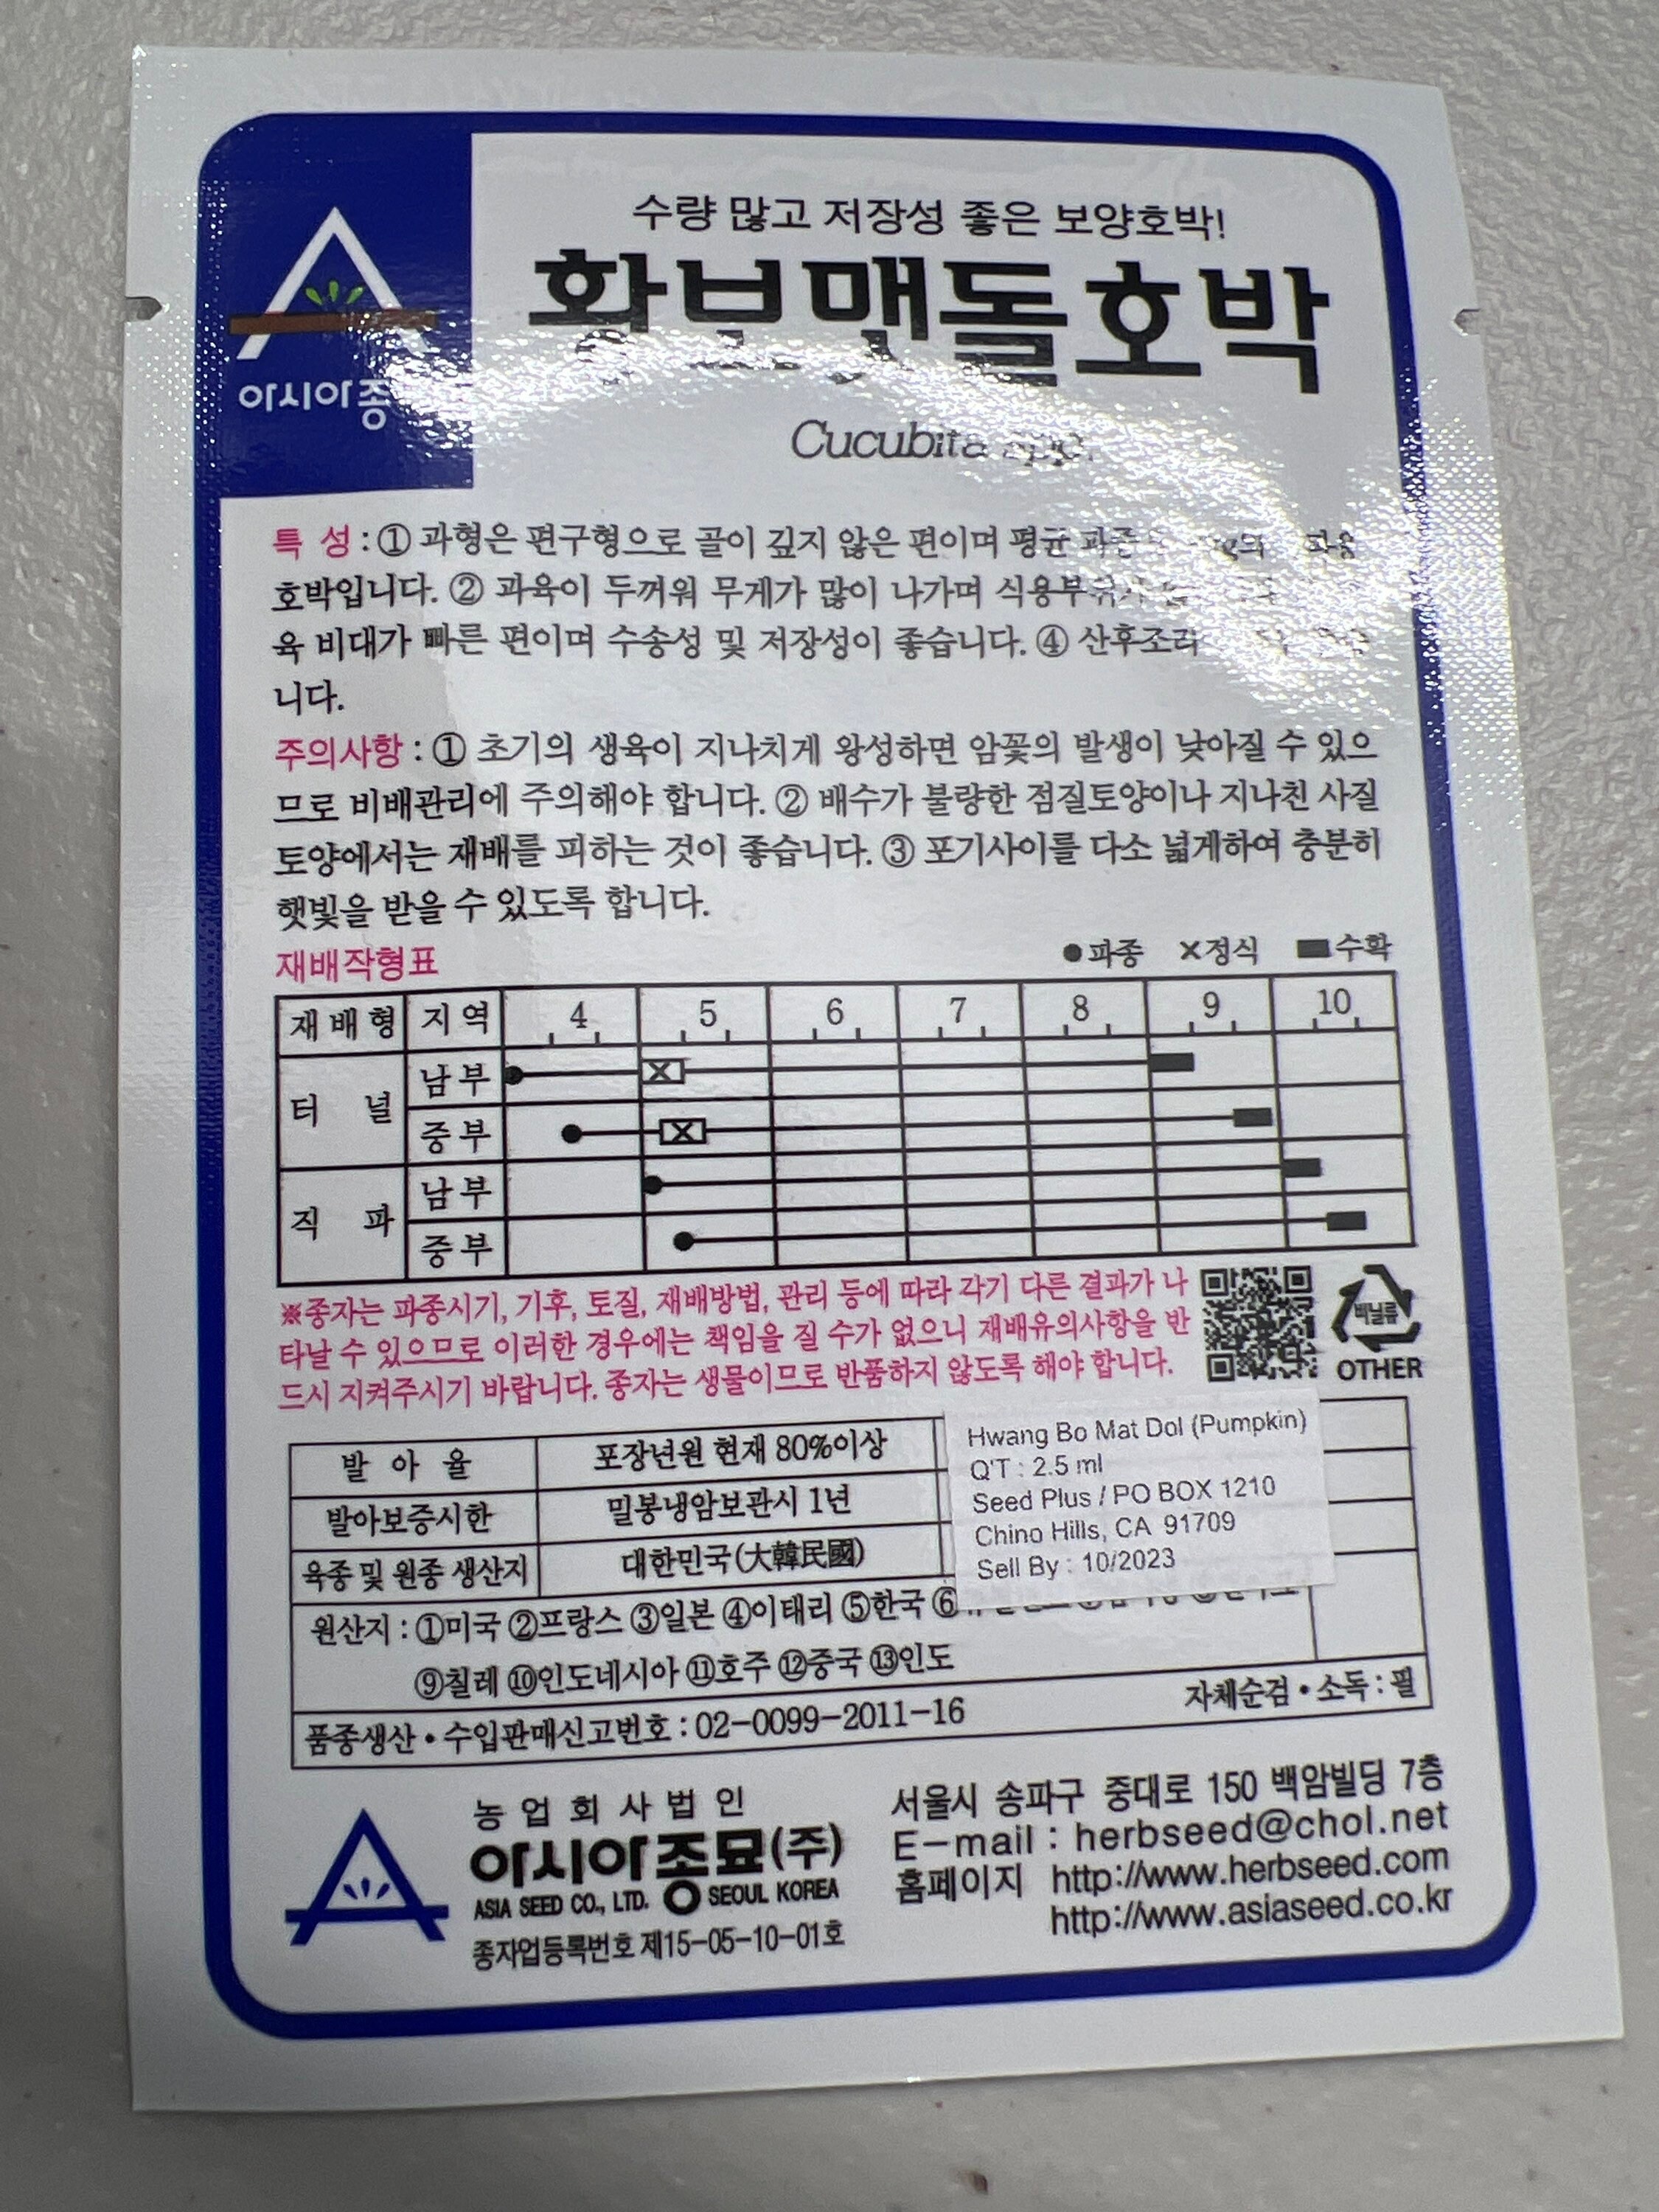 수량 많고 저장성 좋은 보양호박!
맷돌호박
아시아종
Cucubita spp.
특 성 : ① 과형은 편구형으로 골이 깊지 않은 편이며 평균
호박입니다. ② 과육이 두꺼워 무게가 많이 나가며
육 비대가 빠른 편이며 수송성 및 저장성이 좋습니다. ④ 산후조리
니다.
주의사항 : ① 초기의 생육이 지나치게 왕성하면 암꽃의 발생이 낮아질 수 있으
므로 비배관리에 주의해야 합니다. ② 배수가 불량한 점질토양이나 지나친 사질
토양에서는 재배를 피하는 것이 좋습니다. ③ 포기사이를 다소 넓게하여 충분히
햇빛을 받을 수 있도록 합니다.
재배작형표 ●파종 ×정식 ■수확
재배형 지역 4 5 6 7 8 9 10
터 널 남부
중부
직 파 남부
중부
※종자는 파종시기, 기후, 토질, 재배방법, 관리 등에 따라 각기 다른 결과가 나
타날 수 있으므로 이러한 경우에는 책임을 질 수가 없으니 재배유의사항을 반
드시 지켜주시기 바랍니다. 종자는 생물이므로 반품하지 않도록 해야 합니다.
비닐류
OTHER
발 아 율 포장년원 현재 80%이상
발아보증시한 밀봉냉암보관시 1년
육종 및 원종 생산지 대한민국(大韓民國)
Hwang Bo Mat Dol (Pumpkin)
Q'T : 2.5 ml
Seed Plus / PO BOX 1210
Chino Hills, CA 91709
Sell By : 10/2023
원산지 : ①미국 ②프랑스 ③일본 ④이태리 ⑤한국 ⑥
⑨칠레 ⑩인도네시아 ⑪호주 ⑫중국 ⑬인도
품종생산 • 수입판매신고번호 : 02-0099-2011-16 자체순검 • 소독 : 필
농업회사법인
아시아종묘(주)
ASIA SEED CO., LTD. SEOUL KOREA
종자업등록번호 제15-05-10-01호
서울시 송파구 중대로 150 백암빌딩 7층
E-mail : herbseed@chol.net
홈페이지 http://www.herbseed.com
http://www.asiaseed.co.kr